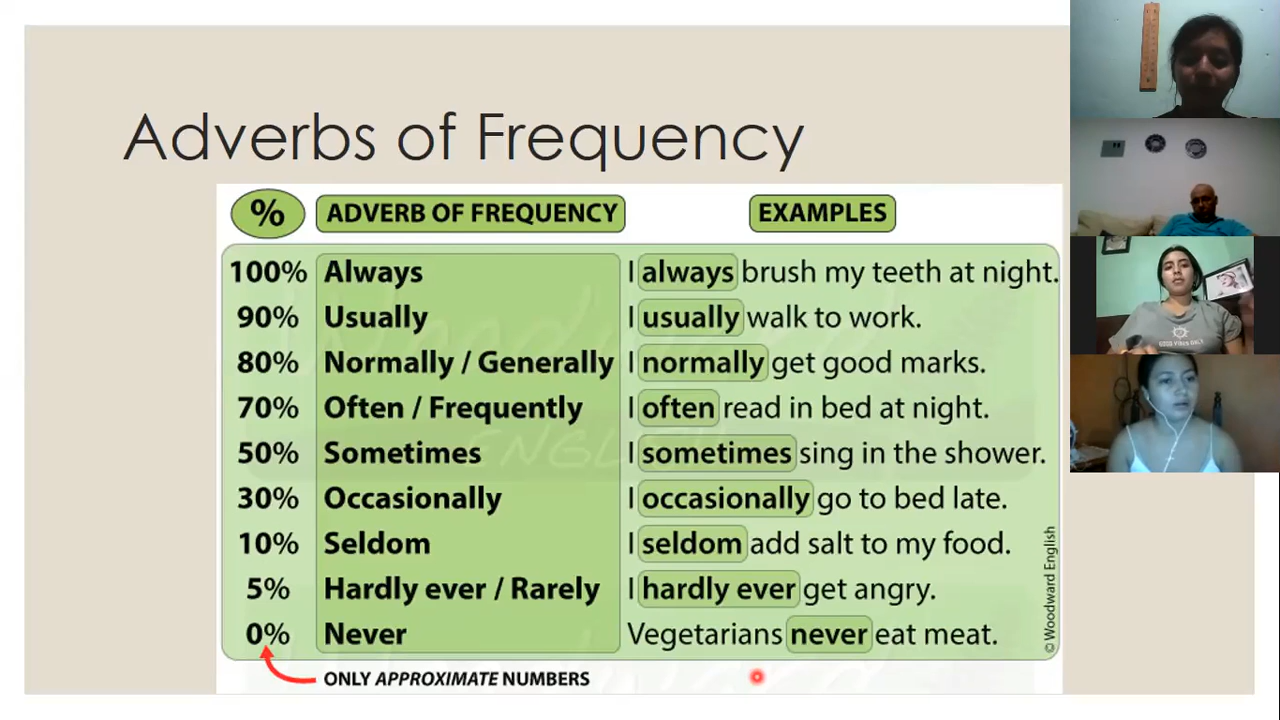 Adverbs of Frequency
% ADVERB OF FREQUENCY EXAMPLES
100% Always I always brush my teeth at night.
90% Usually I usually walk to work.
80% Normally / Generally I normally get good marks.
70% Often / Frequently I often read in bed at night.
50% Sometimes I sometimes sing in the shower.
30% Occasionally I occasionally go to bed late.
10% Seldom I seldom add salt to my food.
5% Hardly ever / Rarely I hardly ever get angry.
0% Never Vegetarians never eat meat.
ONLY APPROXIMATE NUMBERS
© Woodward English